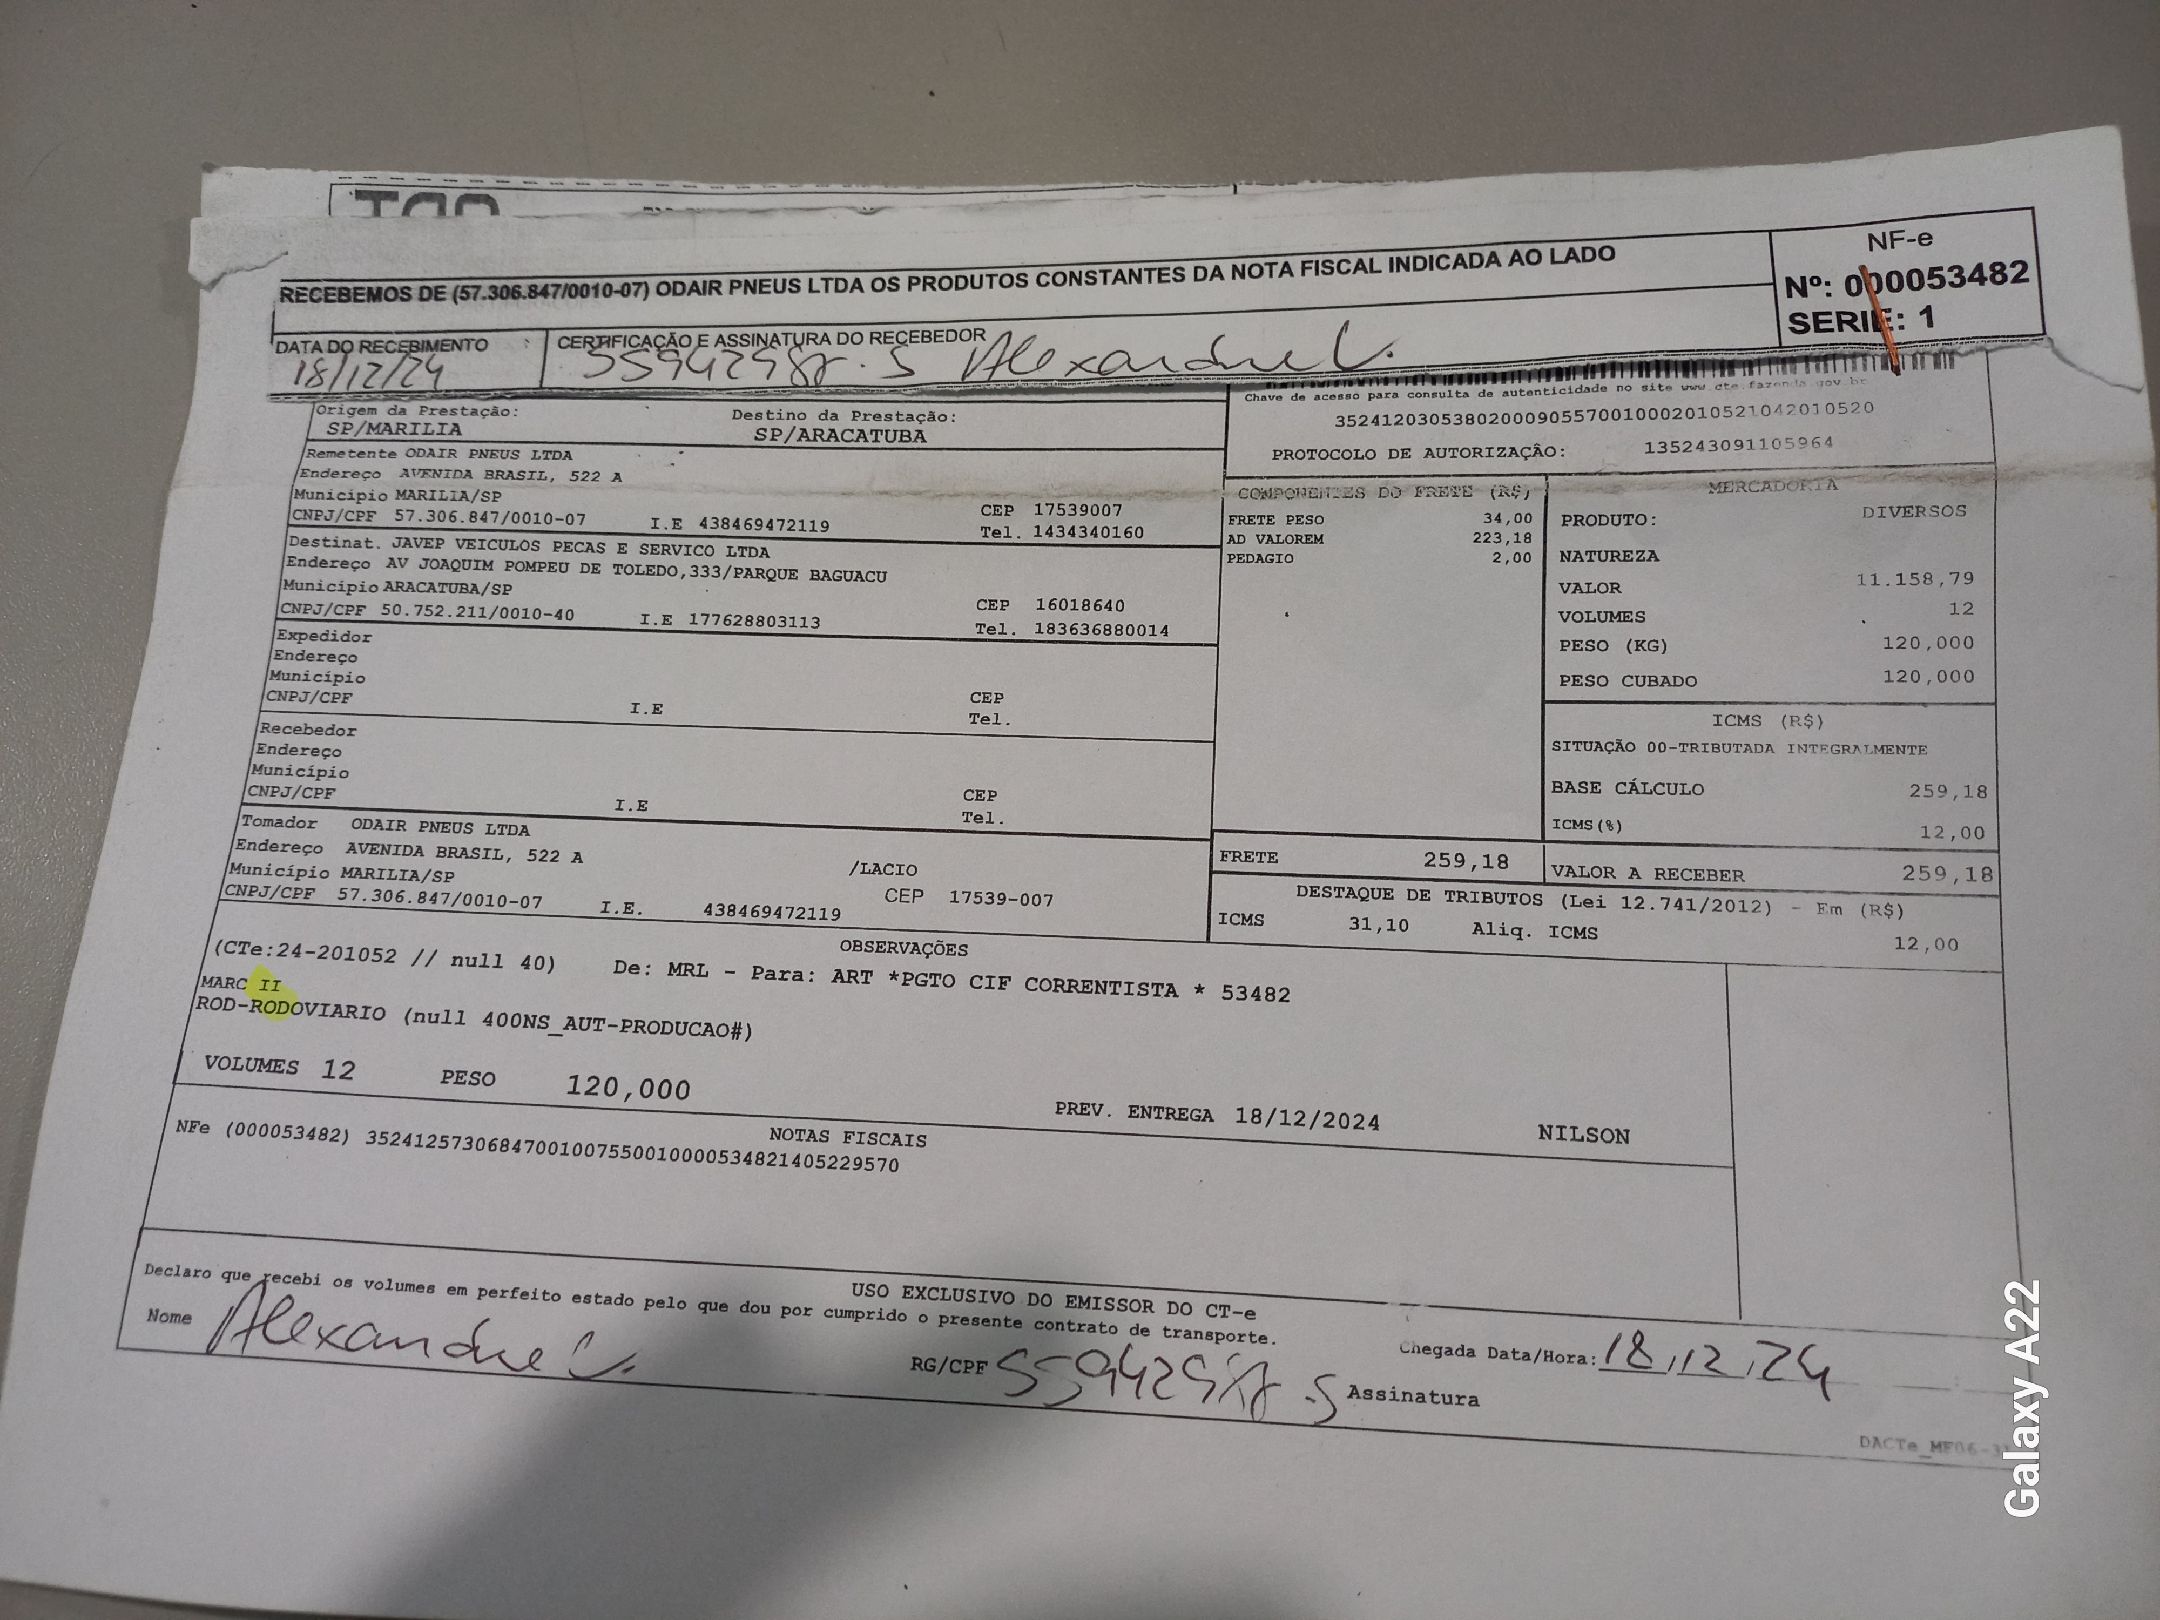 RECEBEMOS DE (57.306.847/0010-07) ODAIR PNEUS LTDA OS PRODUTOS CONSTANTES DA NOTA FISCAL INDICADA AO LADO
NF-e
Nº: 000053482
SERIE: 1
DATA DO RECEBIMENTO :
18/12/24
CERTIFICAÇÃO E ASSINATURA DO RECEBEDOR
Alexandre
Chave de acesso para consulta de autenticidade no site www.cte.fazenda.gov.br
35241203053802000905570010002010521042010520
PROTOCOLO DE AUTORIZAÇÃO: 135243091105964
Origem da Prestação: Destino da Prestação:
SP/MARILIA SP/ARACATUBA
Remetente ODAIR PNEUS LTDA
Endereço AVENIDA BRASIL, 522 A
Município MARILIA/SP CEP 17539007
CNPJ/CPF 57.306.847/0010-07 I.E 438469472119 Tel. 1434340160
Destinat. JAVEP VEICULOS PECAS E SERVICO LTDA
Endereço AV JOAQUIM POMPEU DE TOLEDO,333/PARQUE BAGUACU
Município ARACATUBA/SP CEP 16018640
CNPJ/CPF 50.752.211/0010-40 I.E 177628803113 Tel. 183636880014
Expedidor
Endereço
Município CEP
CNPJ/CPF I.E Tel.
Recebedor
Endereço
Município CEP
CNPJ/CPF I.E Tel.
Tomador ODAIR PNEUS LTDA
Endereço AVENIDA BRASIL, 522 A /LACIO
Município MARILIA/SP CEP 17539-007
CNPJ/CPF 57.306.847/0010-07 I.E. 438469472119
COMPONENTES DO FRETE (R$)
FRETE PESO 34,00
AD VALOREM 223,18
PEDAGIO 2,00
MERCADORIA
PRODUTO: DIVERSOS
NATUREZA
VALOR 11.158,79
VOLUMES 12
PESO (KG) 120,000
PESO CUBADO 120,000
ICMS (R$)
SITUAÇÃO 00-TRIBUTADA INTEGRALMENTE
BASE CÁLCULO 259,18
ICMS(%) 12,00
FRETE 259,18
VALOR A RECEBER 259,18
DESTAQUE DE TRIBUTOS (Lei 12.741/2012) - Em (R$)
ICMS 31,10 Aliq. ICMS 12,00
OBSERVAÇÕES
(CTe:24-201052 // null 40) De: MRL - Para: ART *PGTO CIF CORRENTISTA * 53482
MARC II
ROD-RODOVIARIO (null 400NS_AUT-PRODUCAO#)
VOLUMES 12 PESO 120,000 PREV. ENTREGA 18/12/2024 NILSON
NOTAS FISCAIS
NFe (000053482) 35241257306847001007550010000534821405229570
USO EXCLUSIVO DO EMISSOR DO CT-e
Declaro que recebi os volumes em perfeito estado pelo que dou por cumprido o presente contrato de transporte.
Nome Alexandre RG/CPF Assinatura
Chegada Data/Hora: 18,12,24
Galaxy A22